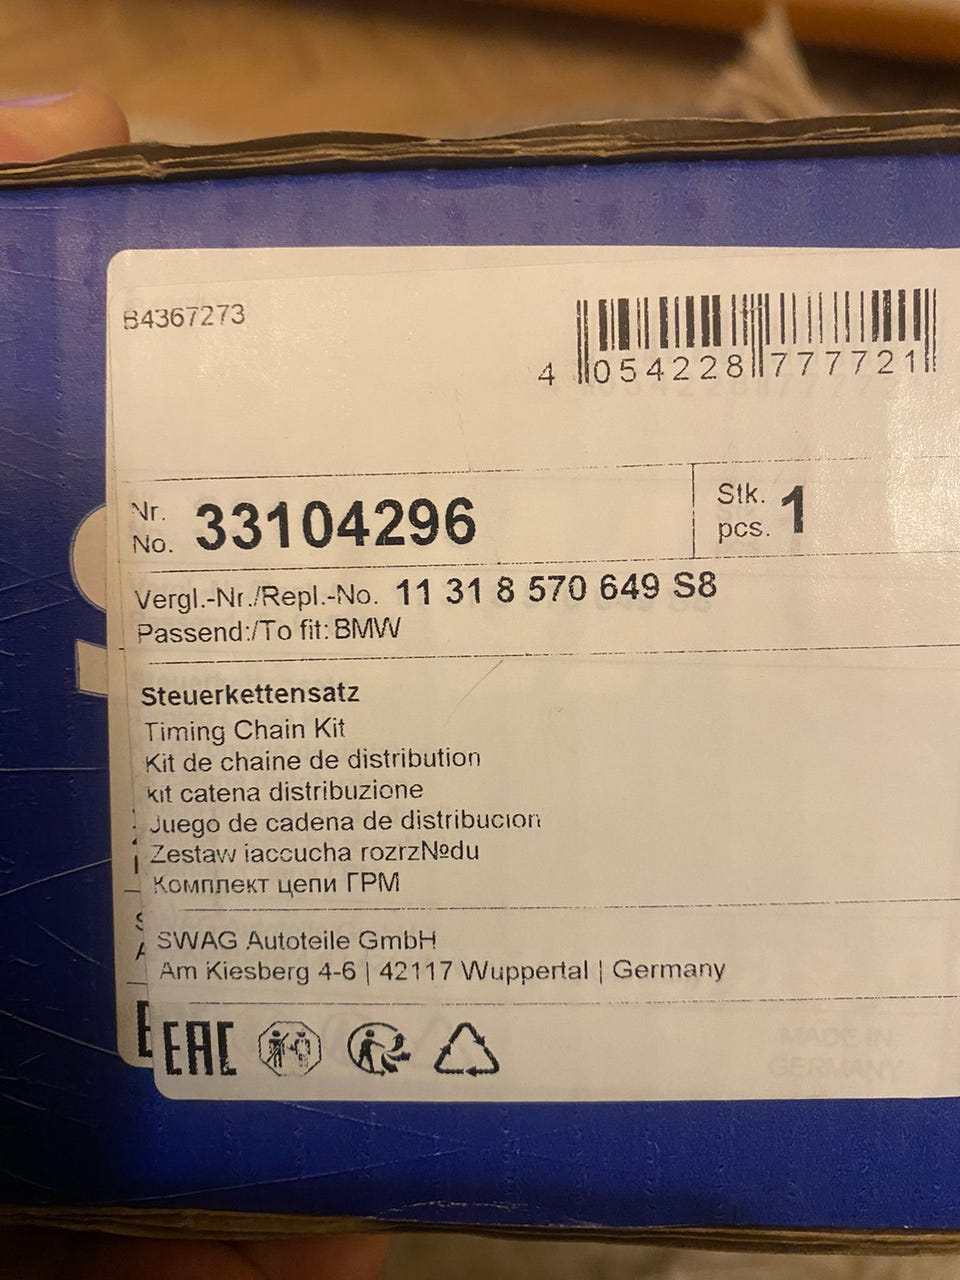 B4367273
4 054228 777721
Nr.
No. 33104296
Stk.
pcs. 1
Vergl.-Nr./Repl.-No. 11 31 8 570 649 S8
Passend:/To fit: BMW
Steuerkettensatz
Timing Chain Kit
Kit de chaine de distribution
kit catena distribuzione
Juego de cadena de distribucion
Zestaw iaccucha rozrz№du
Комплект цепи ГРМ
SWAG Autoteile GmbH
Am Kiesberg 4-6 | 42117 Wuppertal | Germany
EAC
MADE IN
GERMANY